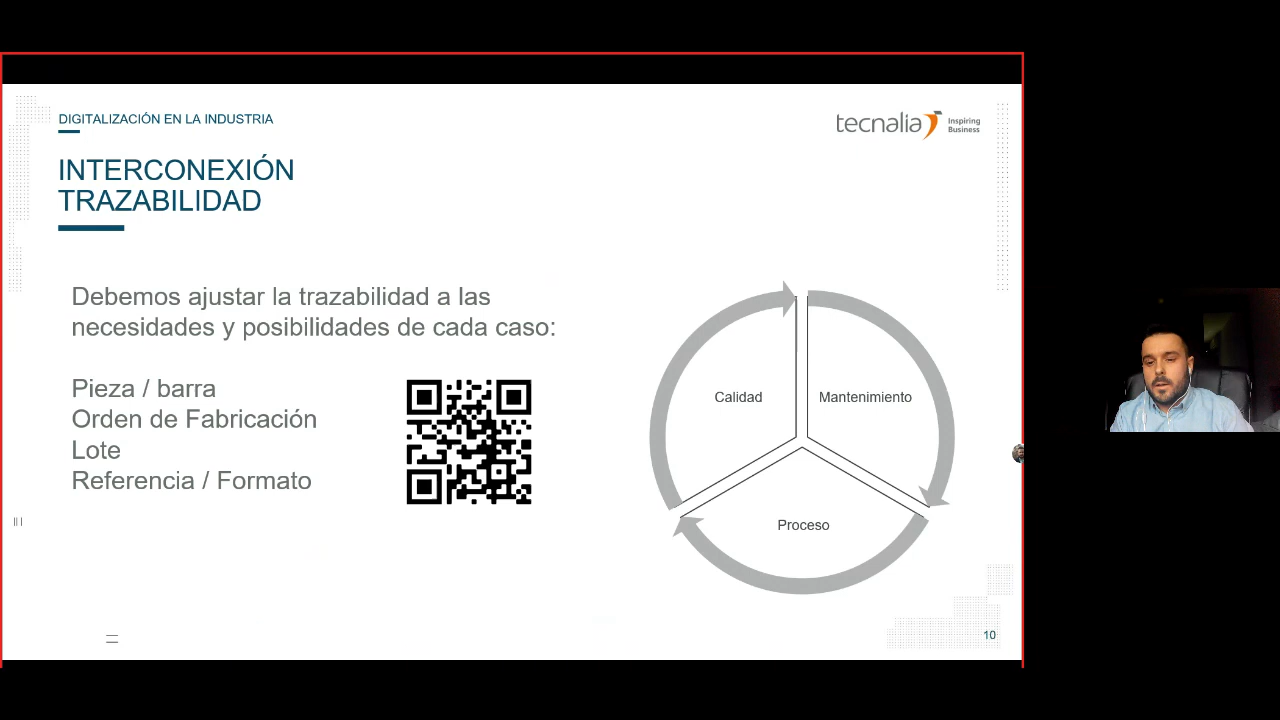 DIGITALIZACIÓN EN LA INDUSTRIA
tecnalia Inspiring
Business
INTERCONEXIÓN
TRAZABILIDAD
Debemos ajustar la trazabilidad a las
necesidades y posibilidades de cada caso:
Pieza / barra
Orden de Fabricación
Lote
Referencia / Formato
Calidad
Mantenimiento
Proceso
10